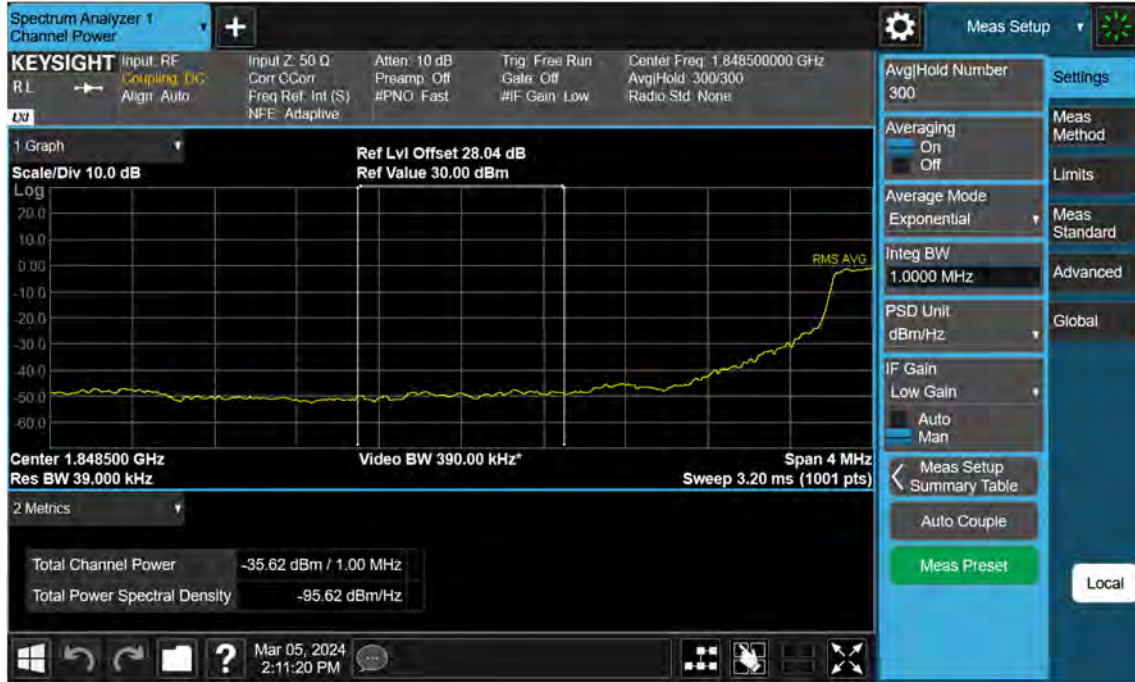 Spectrum Analyzer 1
Channel Power
+
Meas Setup
KEYSIGHT
RL
LXI
Input: RF
Coupling: DC
Align: Auto
Input Z: 50 Ω
Corr CCorr
Freq Ref: Int (S)
NFE: Adaptive
Atten: 10 dB
Preamp: Off
#PNO: Fast
Trig: Free Run
Gate: Off
#IF Gain: Low
Center Freq: 1.848500000 GHz
Avg|Hold: 300/300
Radio Std: None
1 Graph
Scale/Div 10.0 dB
Ref Lvl Offset 28.04 dB
Ref Value 30.00 dBm
Log
20.0
10.0
0.00
-10.0
-20.0
-30.0
-40.0
-50.0
-60.0
RMS AVG
Center 1.848500 GHz
Res BW 39.000 kHz
Video BW 390.00 kHz*
Span 4 MHz
Sweep 3.20 ms (1001 pts)
2 Metrics
Total Channel Power -35.62 dBm / 1.00 MHz
Total Power Spectral Density -95.62 dBm/Hz
Avg|Hold Number
300
Averaging
On
Off
Average Mode
Exponential
Integ BW
1.0000 MHz
PSD Unit
dBm/Hz
IF Gain
Low Gain
Auto
Man
Meas Setup
Summary Table
Auto Couple
Meas Preset
Settings
Meas
Method
Limits
Meas
Standard
Advanced
Global
Local
?
Mar 05, 2024
2:11:20 PM